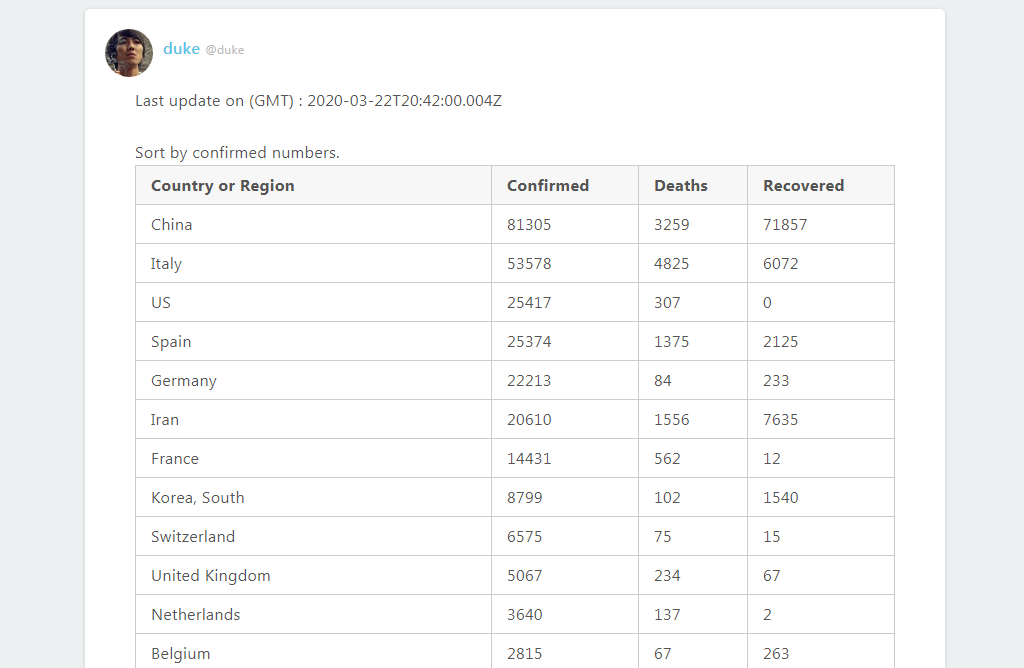 duke @duke
Last update on (GMT) : 2020-03-22T20:42:00.004Z
Sort by confirmed numbers.
Country or Region Confirmed Deaths Recovered
China 81305 3259 71857
Italy 53578 4825 6072
US 25417 307 0
Spain 25374 1375 2125
Germany 22213 84 233
Iran 20610 1556 7635
France 14431 562 12
Korea, South 8799 102 1540
Switzerland 6575 75 15
United Kingdom 5067 234 67
Netherlands 3640 137 2
Belgium 2815 67 263